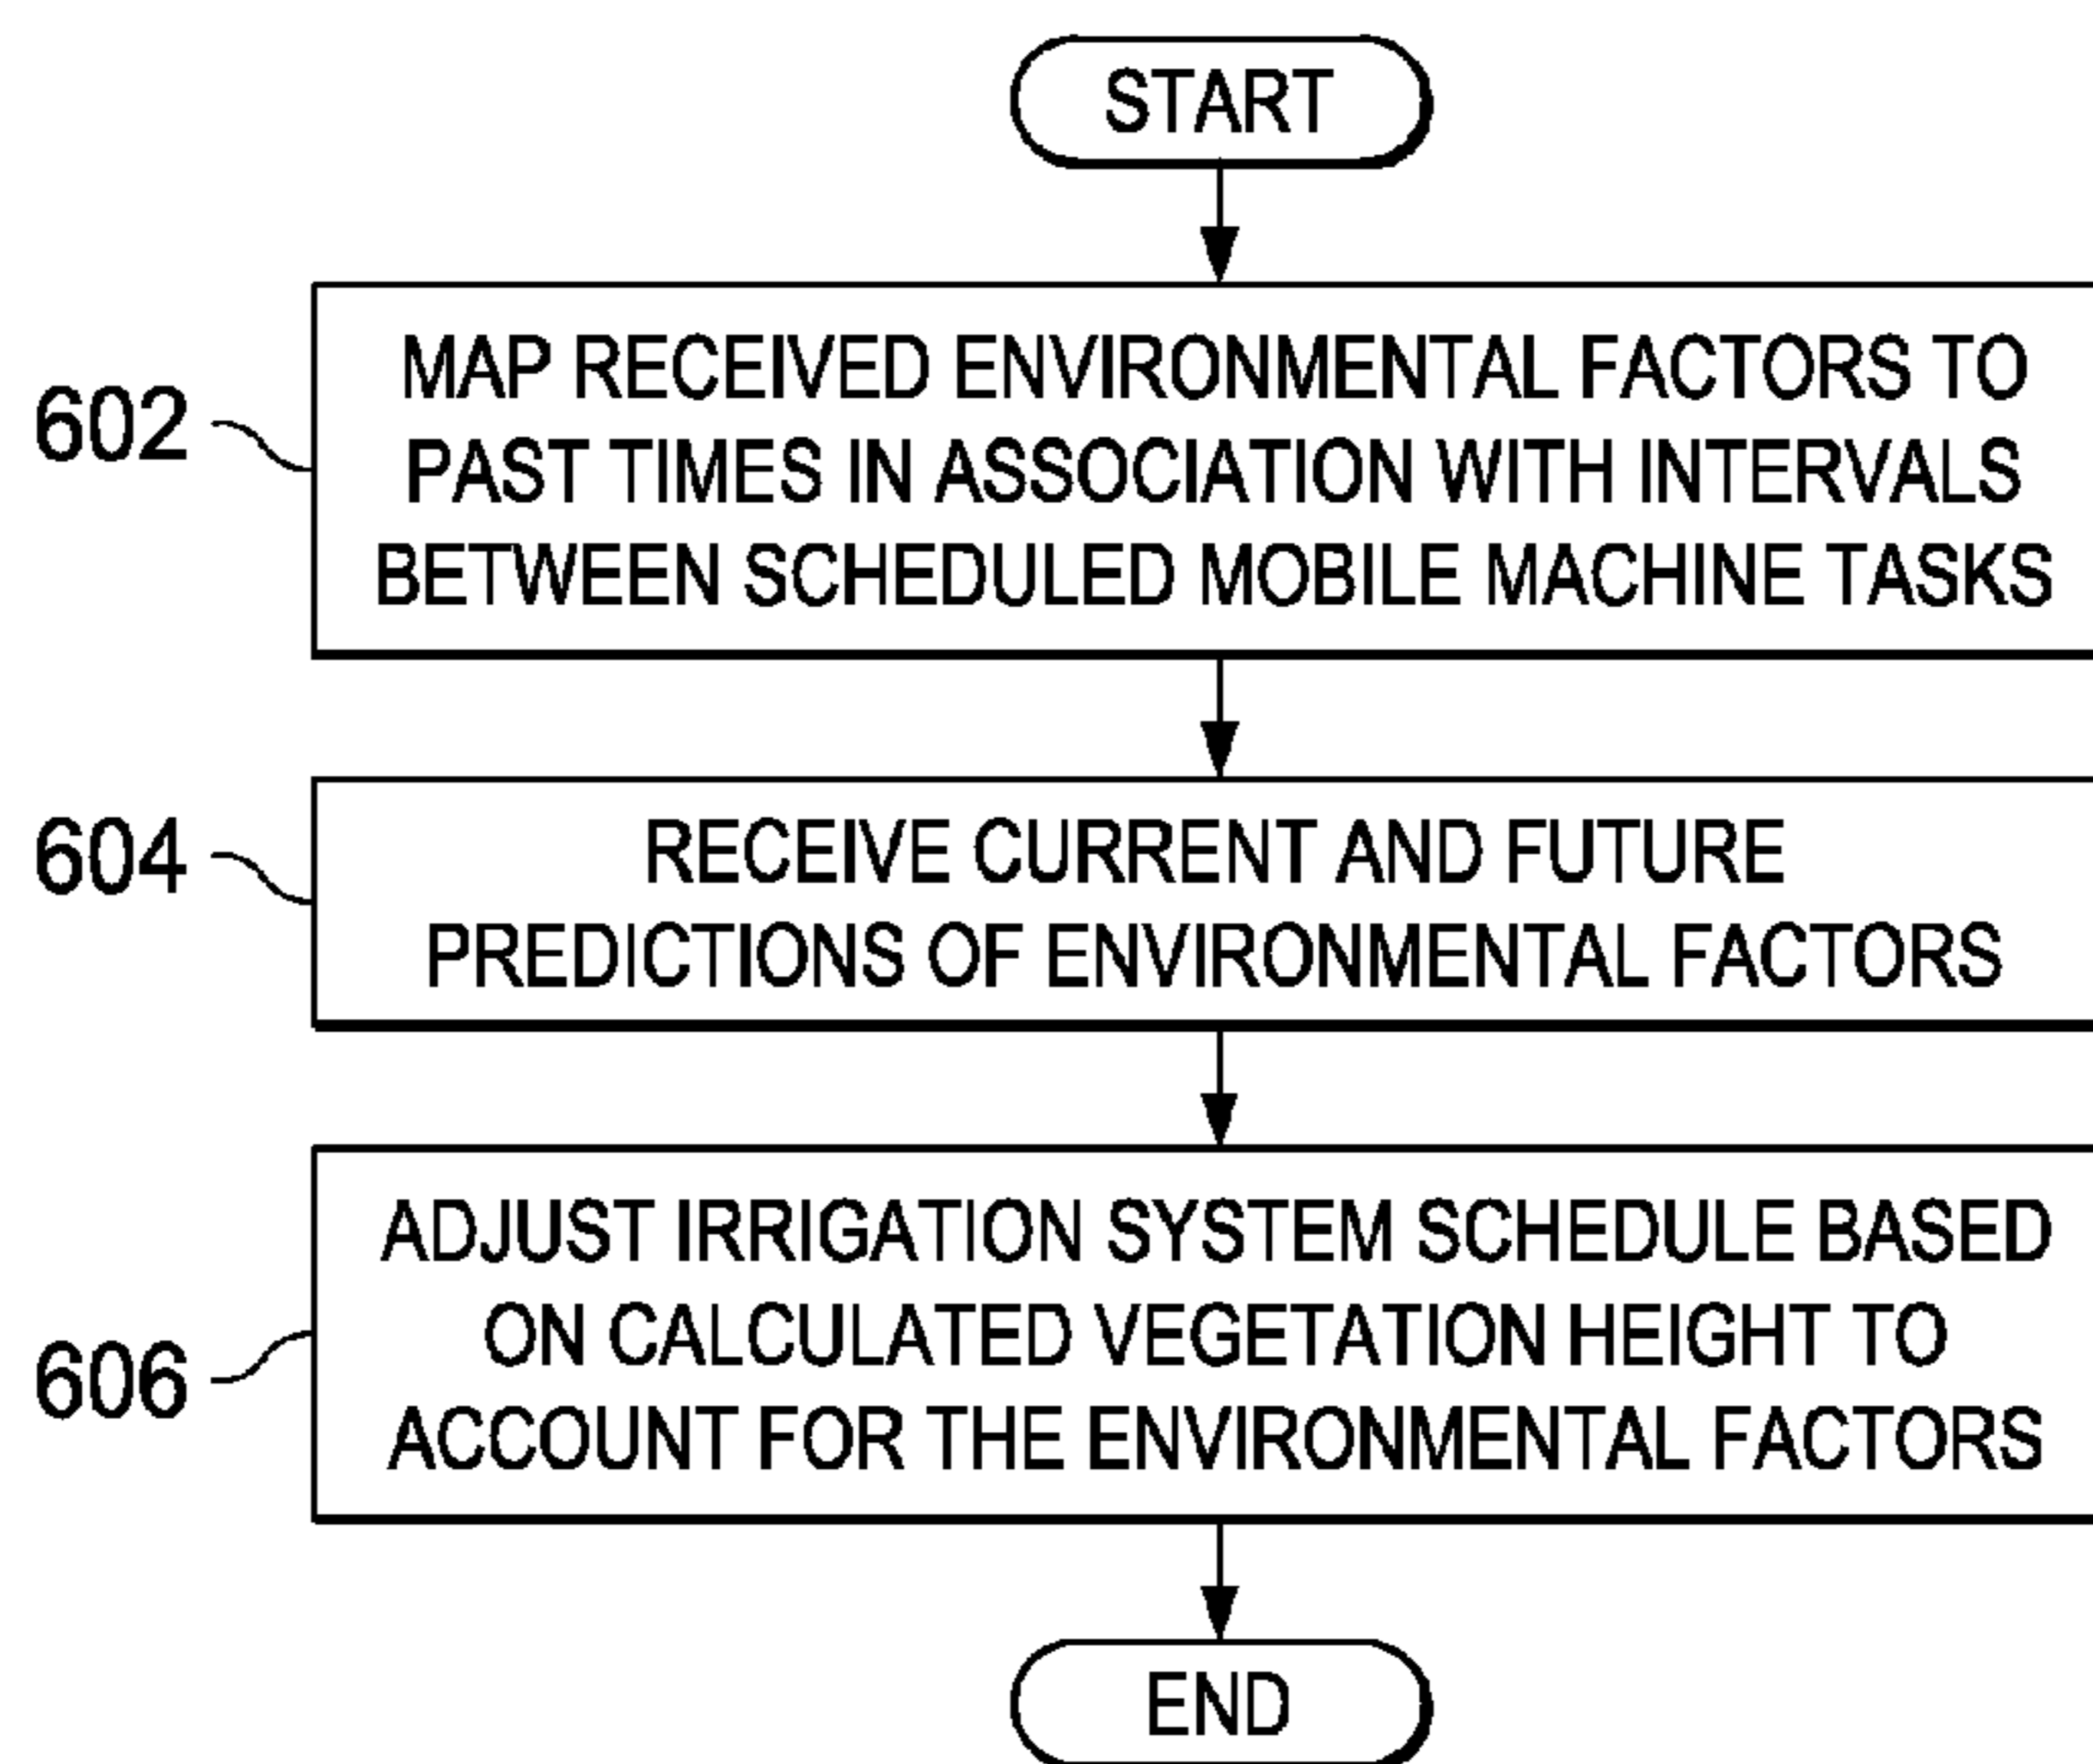 START
602
MAP RECEIVED ENVIRONMENTAL FACTORS TO
PAST TIMES IN ASSOCIATION WITH INTERVALS
BETWEEN SCHEDULED MOBILE MACHINE TASKS
604
RECEIVE CURRENT AND FUTURE
PREDICTIONS OF ENVIRONMENTAL FACTORS
606
ADJUST IRRIGATION SYSTEM SCHEDULE BASED
ON CALCULATED VEGETATION HEIGHT TO
ACCOUNT FOR THE ENVIRONMENTAL FACTORS
END